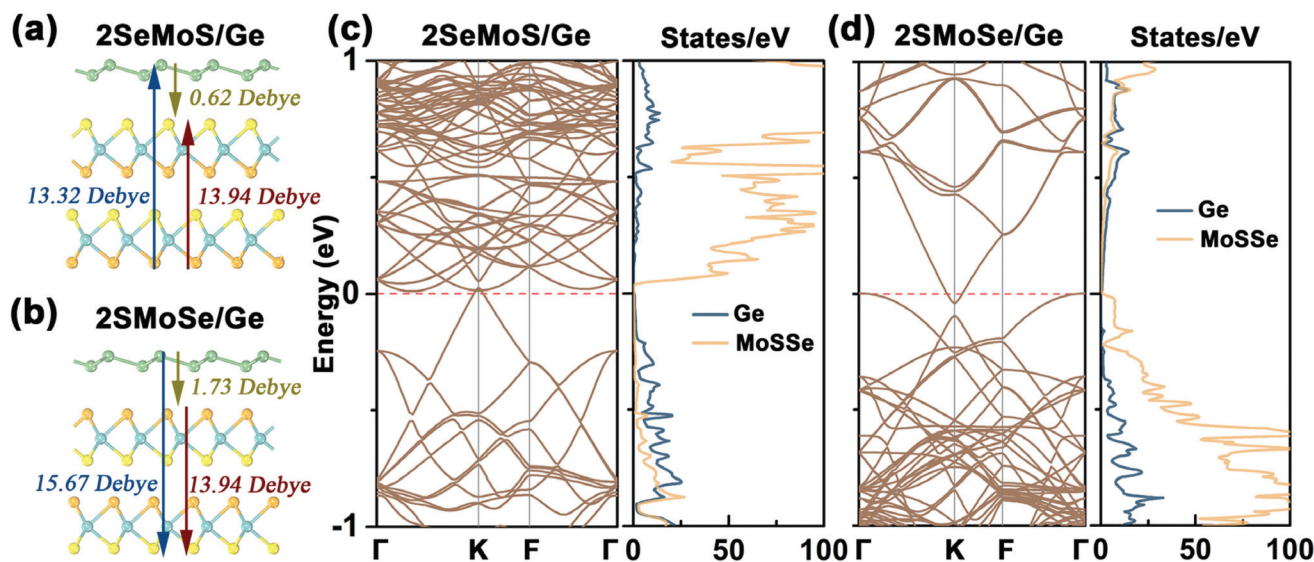 (a)
2SeMoS/Ge
0.62 Debye
13.32 Debye
13.94 Debye
(b)
2SMoSe/Ge
1.73 Debye
15.67 Debye
13.94 Debye
(c)
2SeMoS/Ge
States/eV
Energy (eV)
1
0
-1
Γ K F Γ
Ge
MoSSe
0 50 100
(d)
2SMoSe/Ge
States/eV
Γ K F Γ
Ge
MoSSe
0 50 100